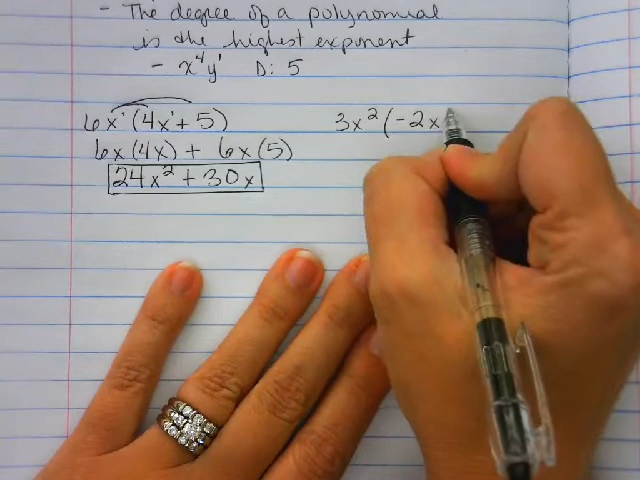 - The degree of a polynomial
is the highest exponent
- x⁴y¹ D: 5
6x¹(4x¹+5)
6x(4x) + 6x(5)
24x² + 30x
3x²(-2x